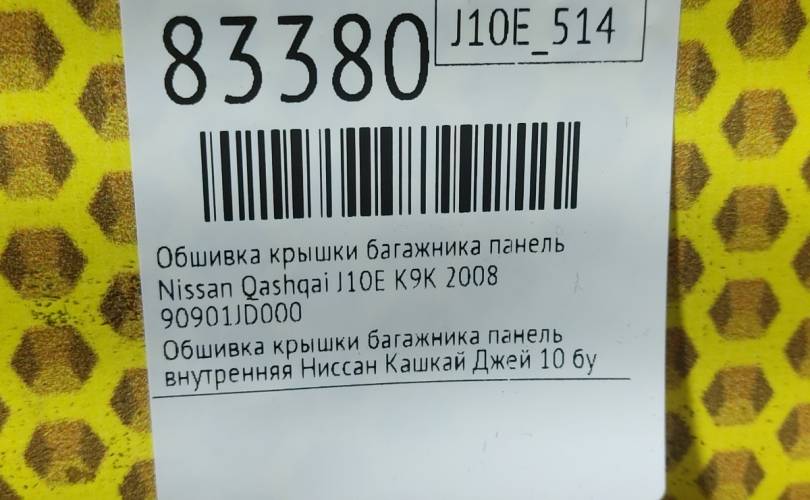 83380
J10E_514
Обшивка крышки багажника панель
Nissan Qashqai J10E K9K 2008
90901JD000
Обшивка крышки багажника панель
внутренняя Ниссан Кашкай Джей 10 бу